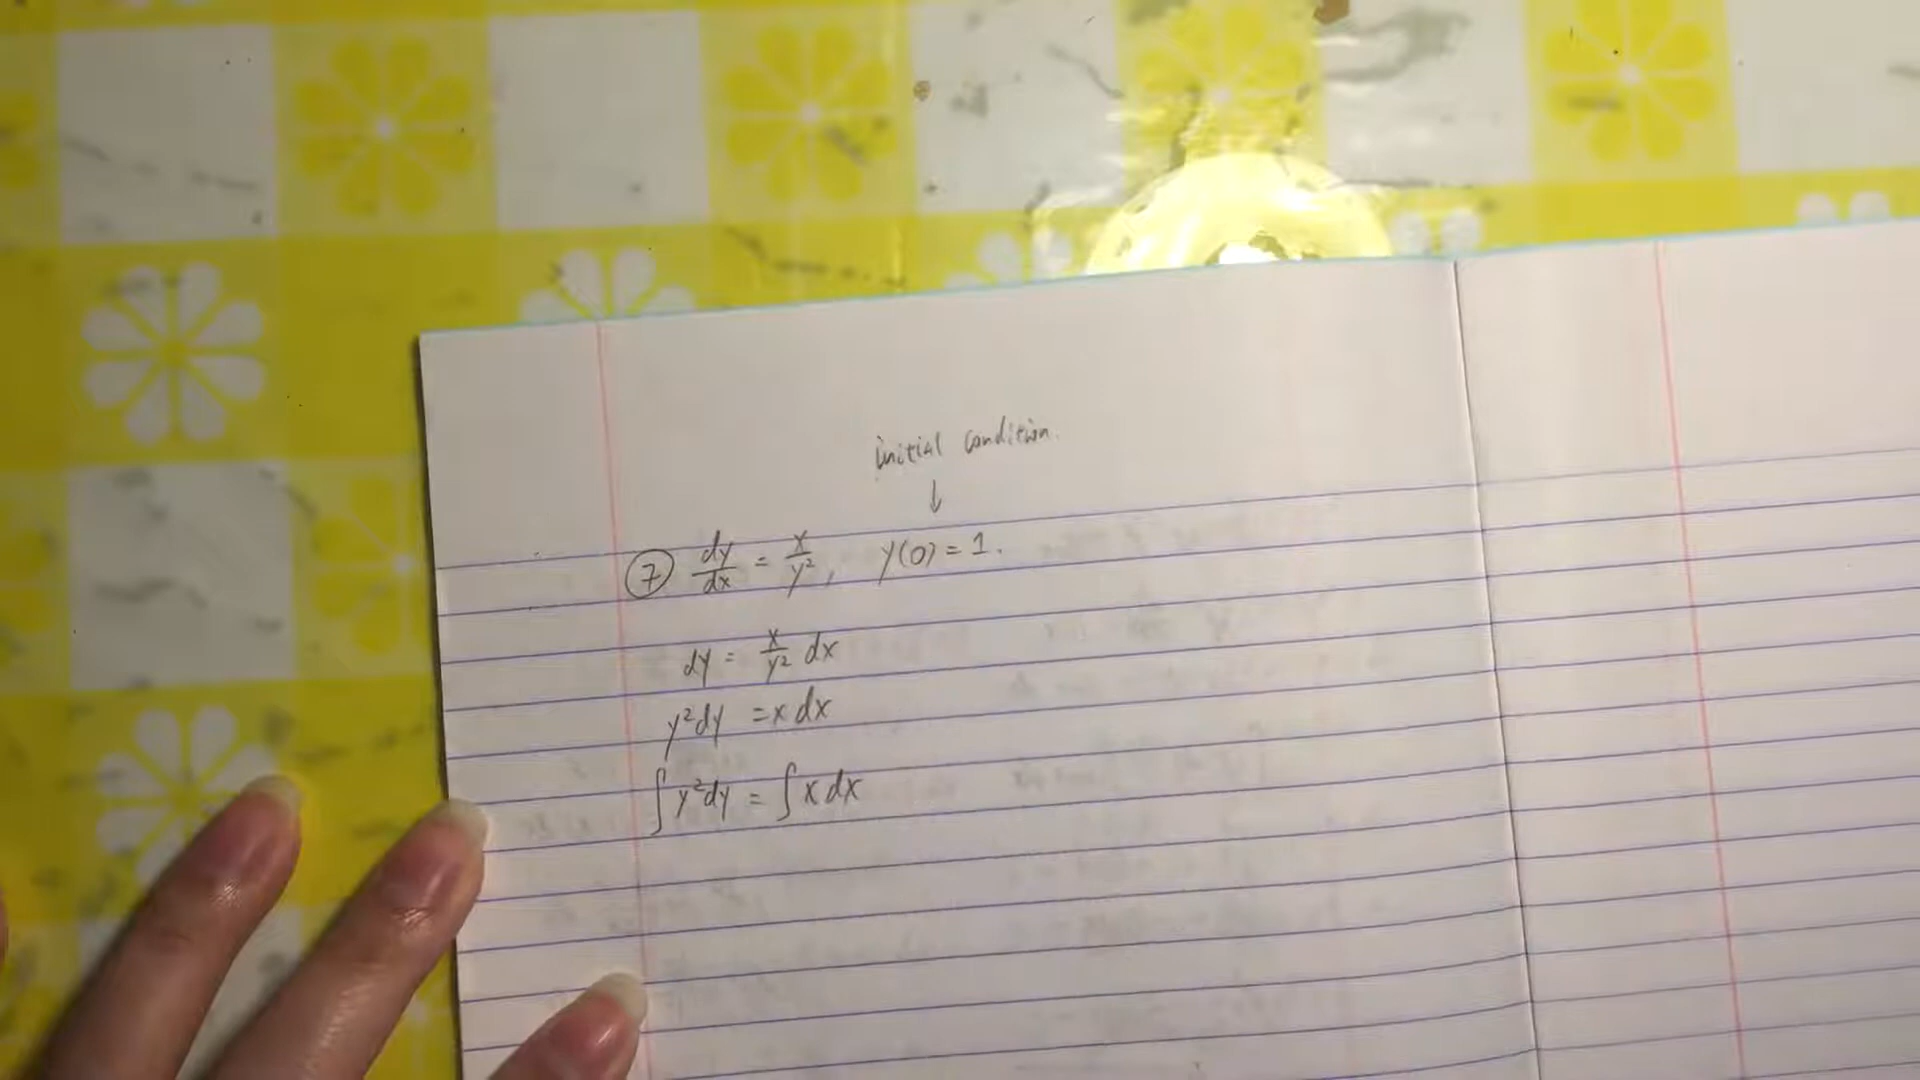 initial condition.
↓
⑦ dy/dx = x/y², y(0) = 1.
dy = x/y² dx
y²dy = x dx
∫y²dy = ∫x dx